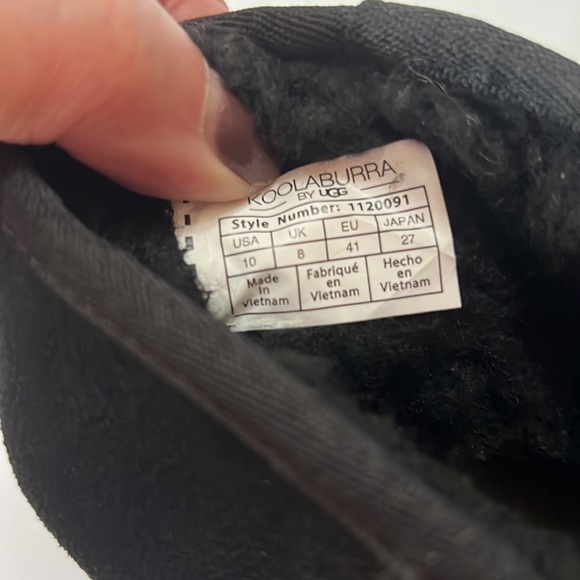 KOOLABURRA
BY UGG
Style Number: 1120091
USA UK EU JAPAN
10 8 41 27
Made in Vietnam
Fabriqué en Vietnam
Hecho en Vietnam